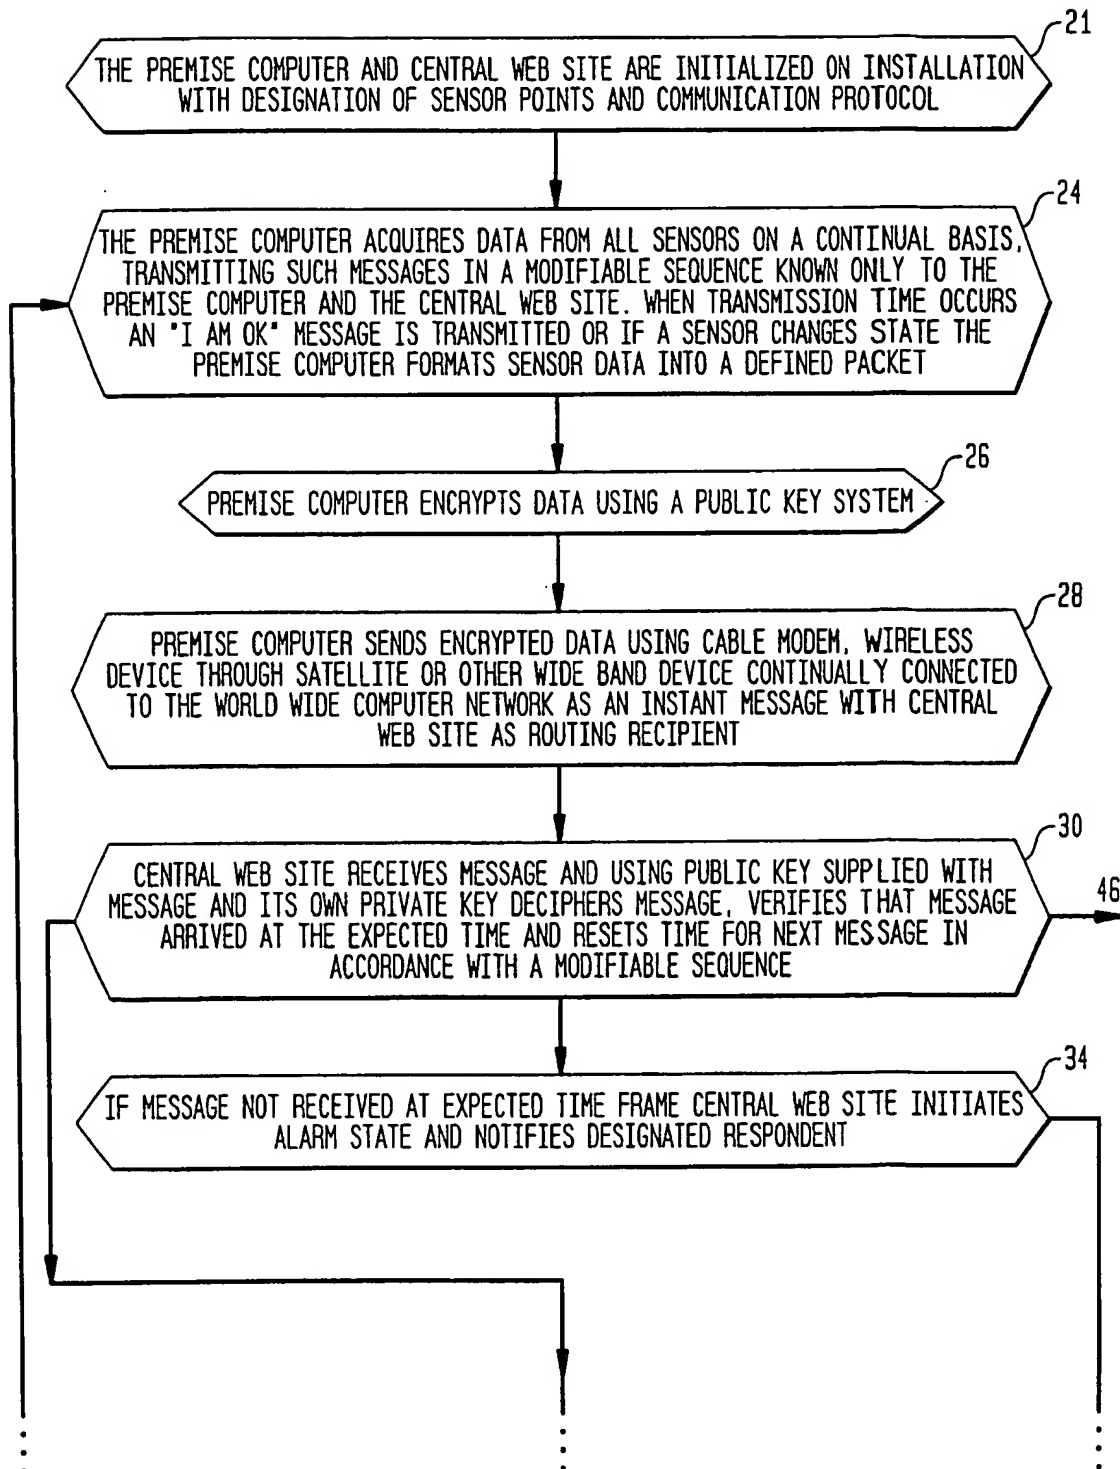 21
THE PREMISE COMPUTER AND CENTRAL WEB SITE ARE INITIALIZED ON INSTALLATION
WITH DESIGNATION OF SENSOR POINTS AND COMMUNICATION PROTOCOL
24
THE PREMISE COMPUTER ACQUIRES DATA FROM ALL SENSORS ON A CONTINUAL BASIS,
TRANSMITTING SUCH MESSAGES IN A MODIFIABLE SEQUENCE KNOWN ONLY TO THE
PREMISE COMPUTER AND THE CENTRAL WEB SITE. WHEN TRANSMISSION TIME OCCURS
AN "I AM OK" MESSAGE IS TRANSMITTED OR IF A SENSOR CHANGES STATE THE
PREMISE COMPUTER FORMATS SENSOR DATA INTO A DEFINED PACKET
26
PREMISE COMPUTER ENCRYPTS DATA USING A PUBLIC KEY SYSTEM
28
PREMISE COMPUTER SENDS ENCRYPTED DATA USING CABLE MODEM, WIRELESS
DEVICE THROUGH SATELLITE OR OTHER WIDE BAND DEVICE CONTINUALLY CONNECTED
TO THE WORLD WIDE COMPUTER NETWORK AS AN INSTANT MESSAGE WITH CENTRAL
WEB SITE AS ROUTING RECIPIENT
30
CENTRAL WEB SITE RECEIVES MESSAGE AND USING PUBLIC KEY SUPPLIED WITH
MESSAGE AND ITS OWN PRIVATE KEY DECIPHERS MESSAGE, VERIFIES THAT MESSAGE
ARRIVED AT THE EXPECTED TIME AND RESETS TIME FOR NEXT MESSAGE IN
ACCORDANCE WITH A MODIFIABLE SEQUENCE
46
34
IF MESSAGE NOT RECEIVED AT EXPECTED TIME FRAME CENTRAL WEB SITE INITIATES
ALARM STATE AND NOTIFIES DESIGNATED RESPONDENT